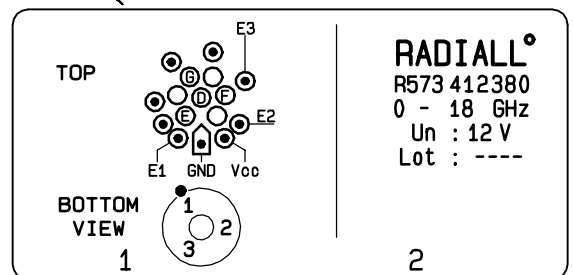 E3
TOP
G
D
F
E
E2
E1 GND Vcc
BOTTOM
VIEW
1
2
3
1
RADIALL°
R573 412380
0 - 18 GHz
Un : 12 V
Lot : ----
2